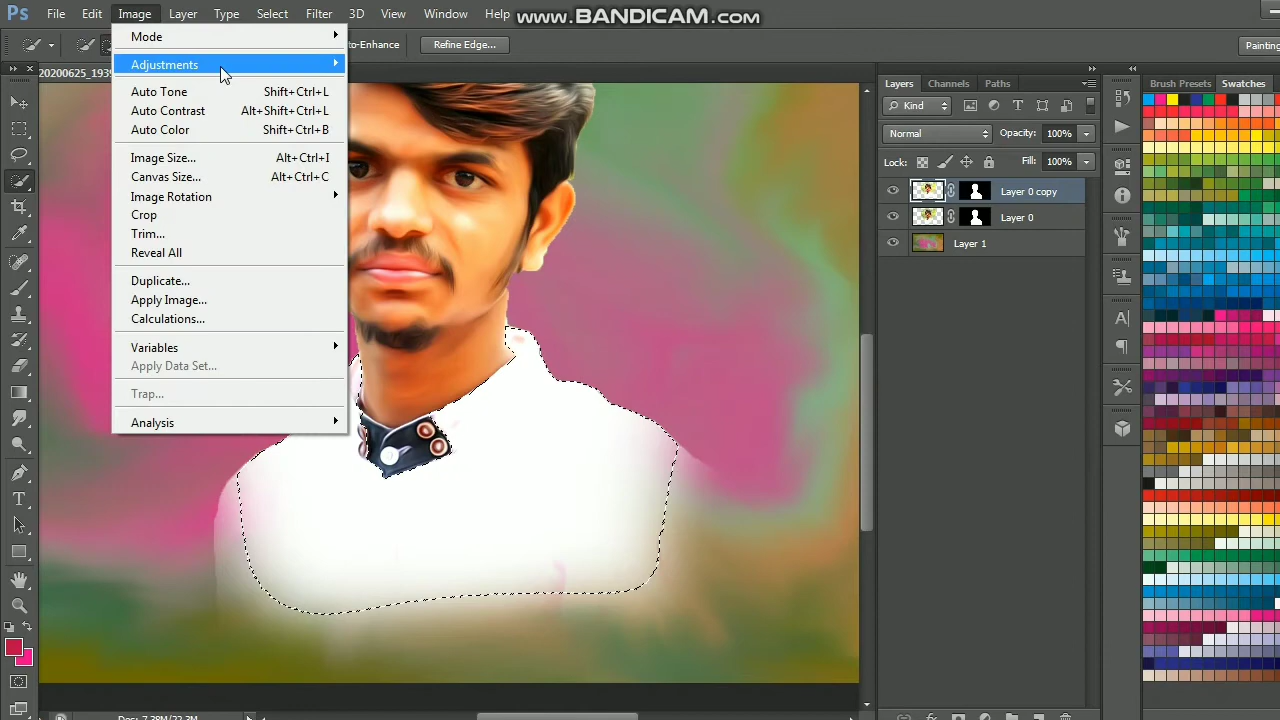 Ps File Edit Image Layer Type Select Filter 3D View Window Help
www.BANDICAM.com
to-Enhance Refine Edge... Painting
20200625_193
Mode
Adjustments
Auto Tone Shift+Ctrl+L
Auto Contrast Alt+Shift+Ctrl+L
Auto Color Shift+Ctrl+B
Image Size... Alt+Ctrl+I
Canvas Size... Alt+Ctrl+C
Image Rotation
Crop
Trim...
Reveal All
Duplicate...
Apply Image...
Calculations...
Variables
Apply Data Set...
Trap...
Analysis
Layers Channels Paths
Kind
Normal Opacity: 100%
Lock: Fill: 100%
Layer 0 copy
Layer 0
Layer 1
Brush Presets Swatches